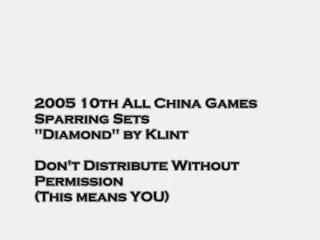 2005 10th All China Games
Sparring Sets
"Diamond" by Klint
Don't Distribute Without
Permission
(This means YOU)